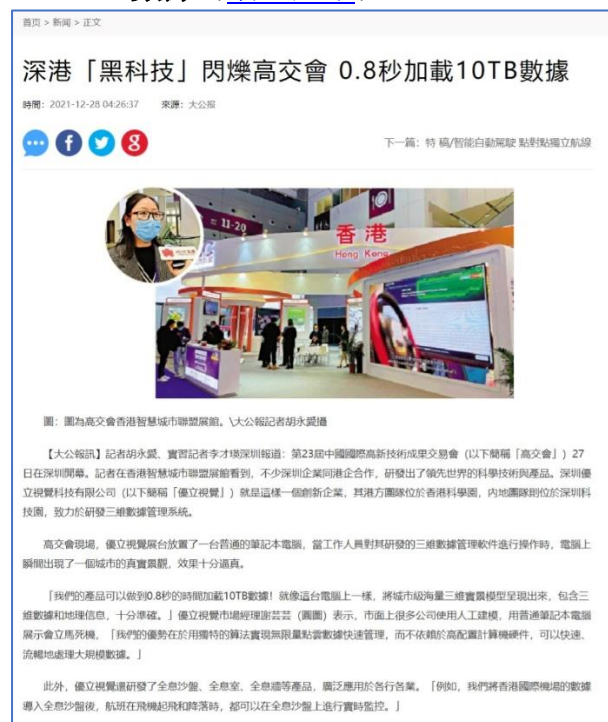 首页 > 新闻 > 正文
深港「黑科技」閃爍高交會 0.8秒加載10TB數據
時間：2021-12-28 04:26:37 來源：大公报
下一篇：特 稿/智能自動駕駛 點對點獨立航線
11-20
香港
Hong Kong
圖：圖為高交會香港智慧城市聯盟展館。\大公報記者胡永愛攝
【大公報訊】記者胡永愛、實習記者李才瑛深圳報道：第23屆中國國際高新技術成果交易會（以下簡稱「高交會」）27
日在深圳開幕。記者在香港智慧城市聯盟展館看到，不少深圳企業同港企合作，研發出了領先世界的科學技術與產品。深圳優
立視覺科技有限公司（以下簡稱「優立視覺」）就是這樣一個創新企業，其港方團隊位於香港科學園，內地團隊則位於深圳科
技園，致力於研發三維數據管理系統。
高交會現場，優立視覺展台放置了一台普通的筆記本電腦，當工作人員對其研發的三維數據管理軟件進行操作時，電腦上
瞬間出現了一個城市的真實景觀，效果十分逼真。
「我們的產品可以做到0.8秒的時間加載10TB數據！就像這台電腦上一樣，將城市級海量三維實景模型呈現出來，包含三
維數據和地理信息，十分準確。」優立視覺市場經理謝芸芸（圓圖）表示，市面上很多公司使用人工建模，用普通筆記本電腦
展示會立馬死機，「我們的優勢在於用獨特的算法實現無限量點雲數據快速管理，而不依賴於高配置計算機硬件，可以快速、
流暢地處理大規模數據。」
此外，優立視覺還研發了全息沙盤、全息室、全息牆等產品，廣泛應用於各行各業。「例如，我們將香港國際機場的數據
導入全息沙盤後，航班在飛機起飛和降落時，都可以在全息沙盤上進行實時監控。」